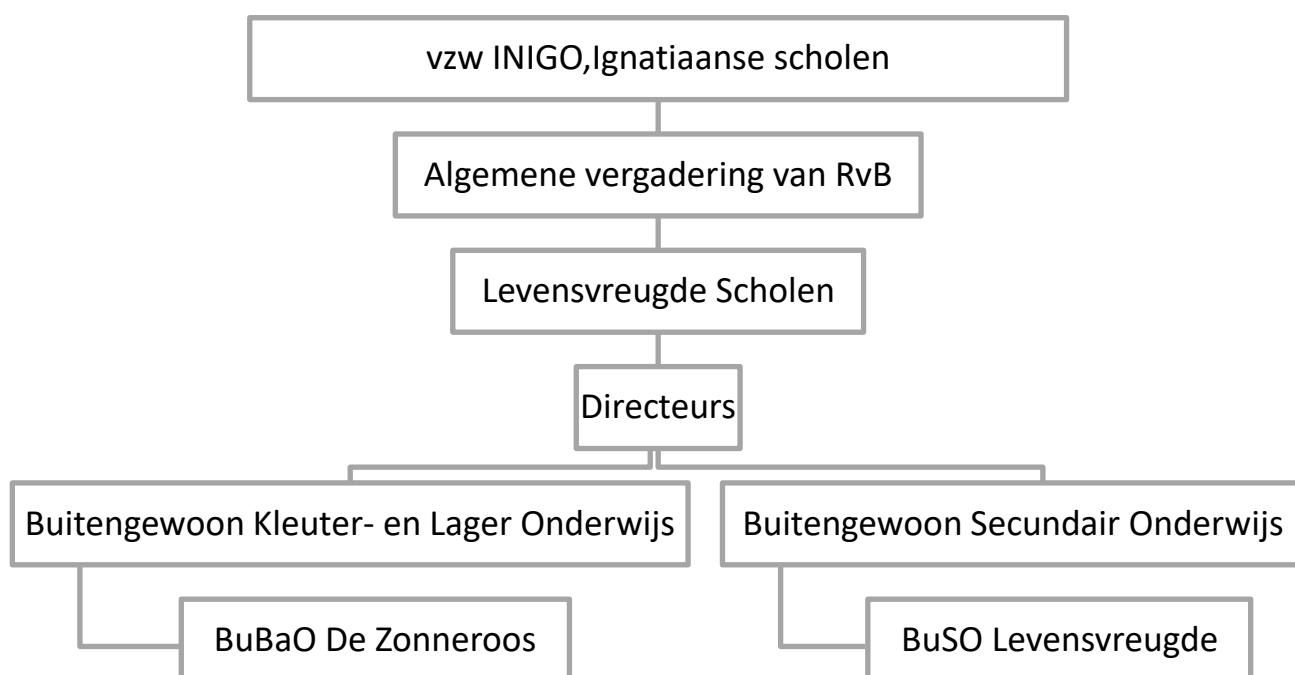 vzw INIGO,Ignatiaanse scholen
Algemene vergadering van RvB
Levensvreugde Scholen
Directeurs
Buitengewoon Kleuter- en Lager Onderwijs
Buitengewoon Secundair Onderwijs
BuBaO De Zonneroos
BuSO Levensvreugde